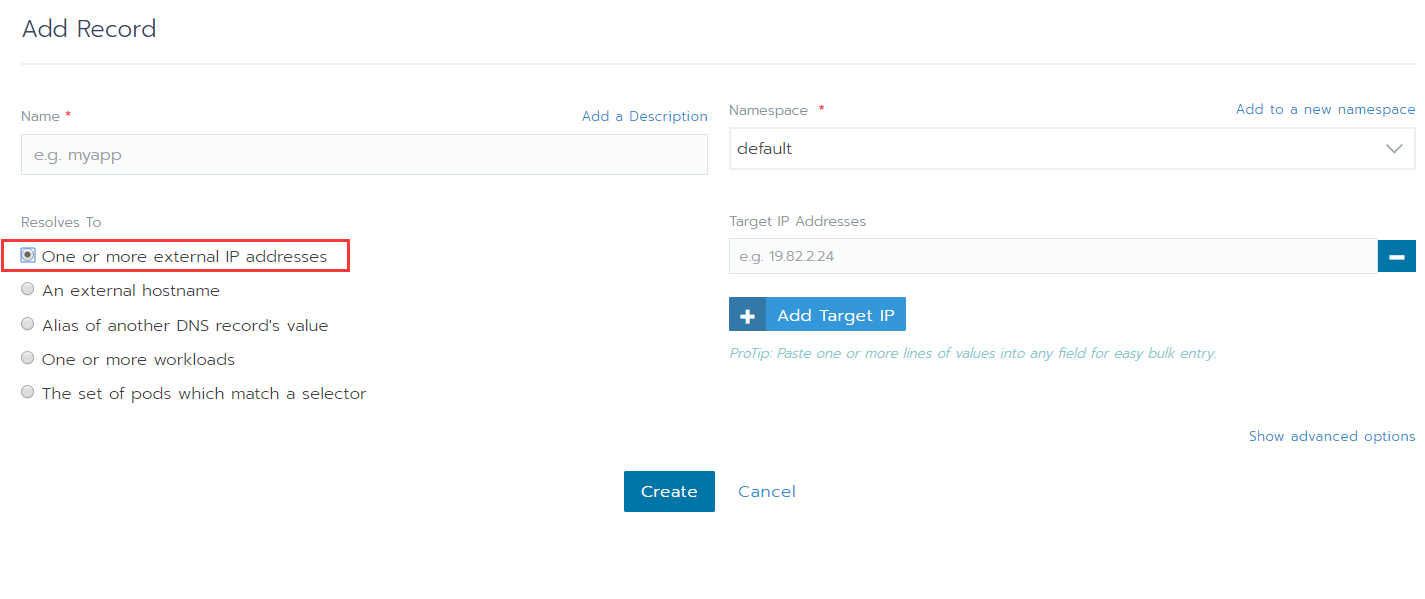 Add Record
Name *
Add a Description
e.g. myapp
Namespace *
Add to a new namespace
default
Resolves To
One or more external IP addresses
An external hostname
Alias of another DNS record's value
One or more workloads
The set of pods which match a selector
Target IP Addresses
e.g. 19.82.2.24
Add Target IP
ProTip: Paste one or more lines of values into any field for easy bulk entry.
Show advanced options
Create
Cancel